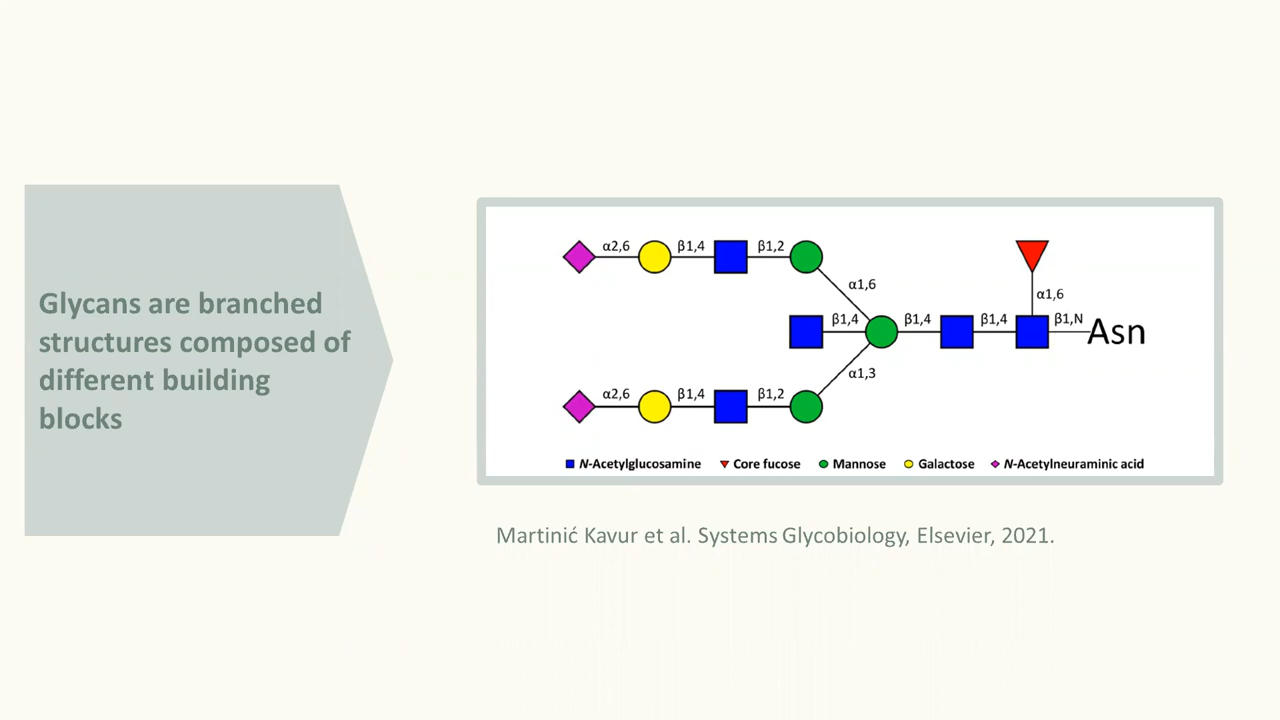 Glycans are branched
structures composed of
different building
blocks
α2,6 β1,4 β1,2
α1,6
α1,6
β1,4 β1,4 β1,4 β1,N
Asn
α1,3
α2,6 β1,4 β1,2
N-Acetylglucosamine Core fucose Mannose Galactose N-Acetylneuraminic acid
Martinić Kavur et al. Systems Glycobiology, Elsevier, 2021.